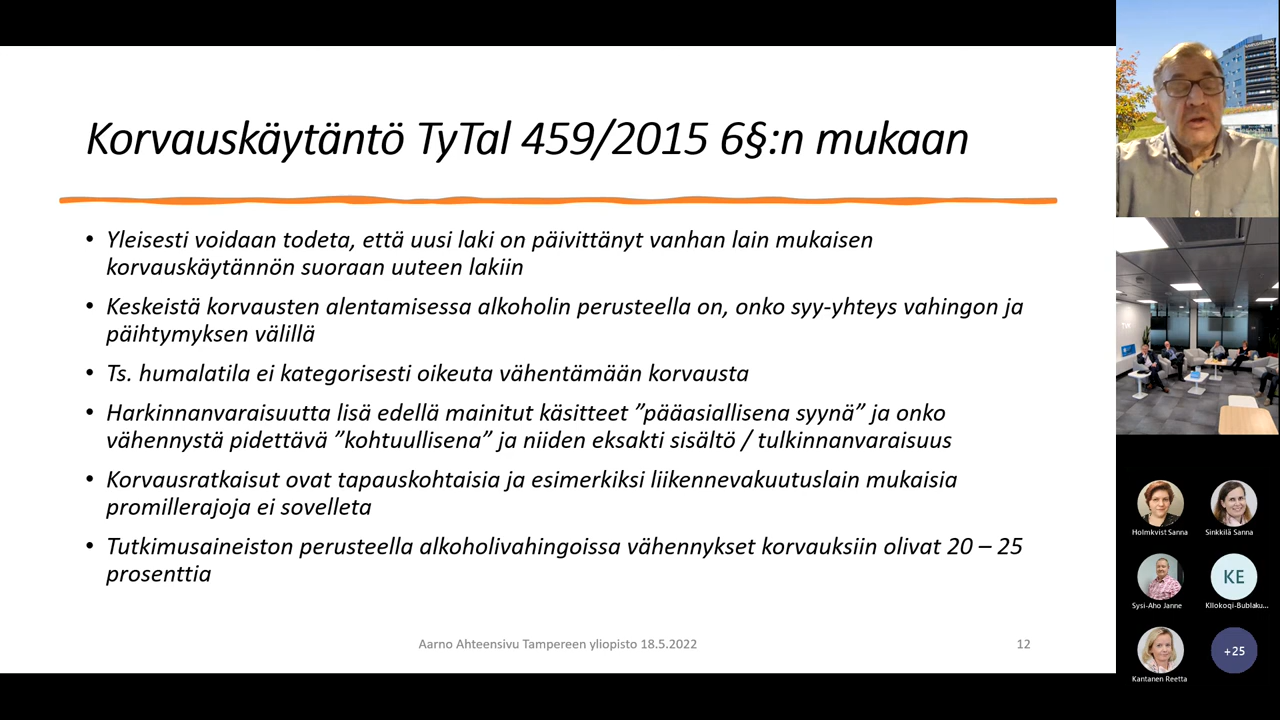 Korvauskäytäntö TyTal 459/2015 6§:n mukaan
• Yleisesti voidaan todeta, että uusi laki on päivittänyt vanhan lain mukaisen
korvauskäytännön suoraan uuteen lakiin
• Keskeistä korvausten alentamisessa alkoholin perusteella on, onko syy-yhteys vahingon ja
päihtymyksen välillä
• Ts. humalatila ei kategorisesti oikeuta vähentämään korvausta
• Harkinnanvaraisuutta lisä edellä mainitut käsitteet ”pääasiallisena syynä” ja onko
vähennystä pidettävä ”kohtuullisena” ja niiden eksakti sisältö / tulkinnanvaraisuus
• Korvausratkaisut ovat tapauskohtaisia ja esimerkiksi liikennevakuutuslain mukaisia
promillerajoja ei sovelleta
• Tutkimusaineiston perusteella alkoholivahingoissa vähennykset korvauksiin olivat 20 – 25
prosenttia
Aarno Ahteensivu Tampereen yliopisto 18.5.2022
12
Holmkvist Sanna
Sinkkilä Sanna
Sysi-Aho Janne
KE
Kantanen Reetta
+25